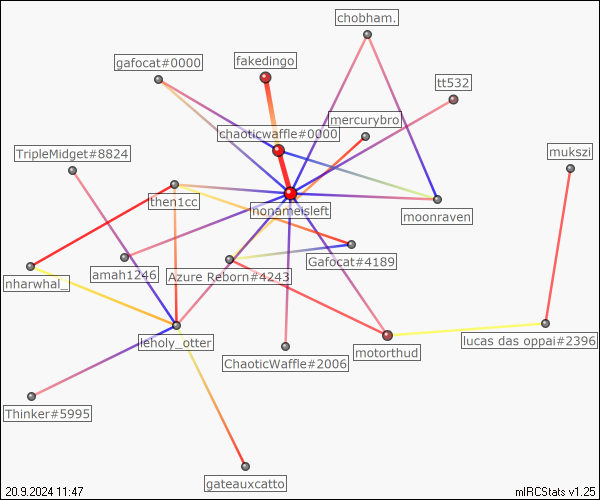 chobham.
gafocat#0000
fakedingo
tt532
mercurybro
chaoticwaffle#0000
TripleMidget#8824
mukszi
then1cc
nonameisleft
moonraven
nharwhal_
amah1246
Azure Reborn#4243
Gafocat#4189
leholy_otter
ChaoticWaffle#2006
motorthud
lucas das oppai#2396
Thinker#5995
gateauxcatto
20.9.2024 11:47
mIRCStats v1.25